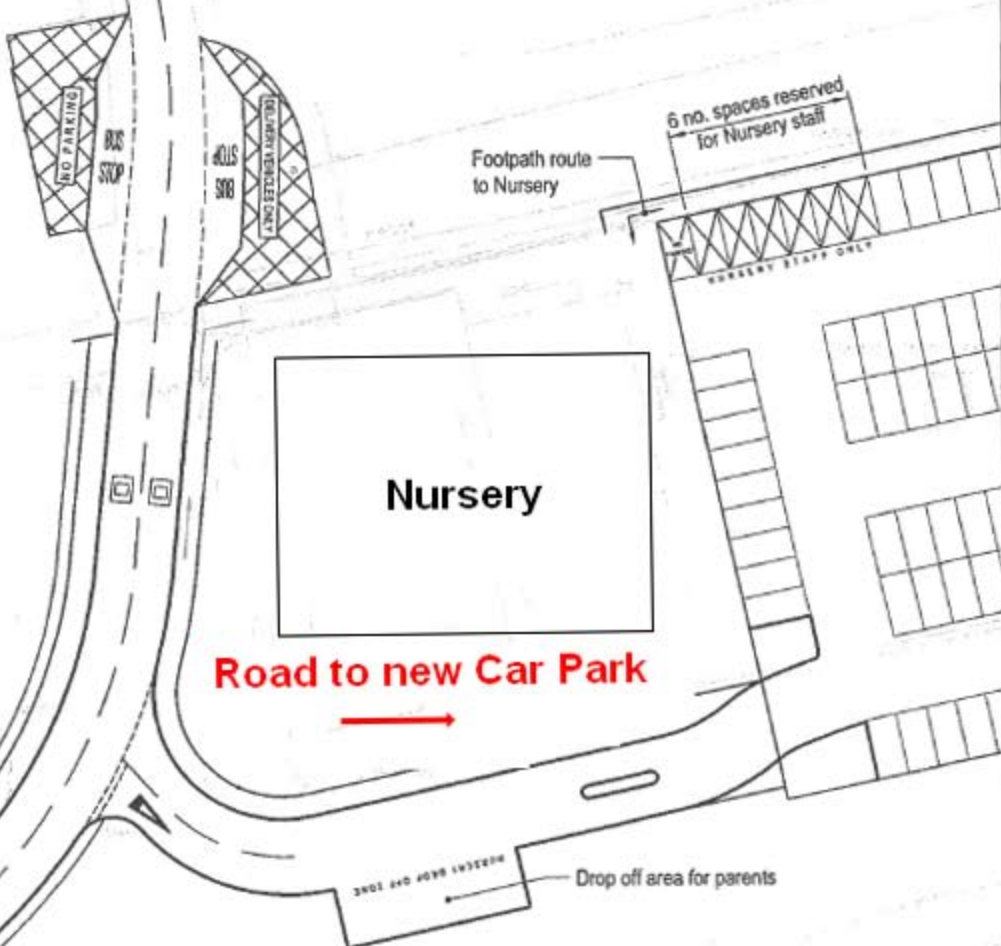 6 no. spaces reserved
for Nursery staff
Footpath route
to Nursery
NO PARKING
BUS
STOP
BUS
STOP
DELIVERY VEHICLES ONLY
NURSERY STAFF ONLY
Nursery
Road to new Car Park
NURSERY DROP OFF ZONE
Drop off area for parents